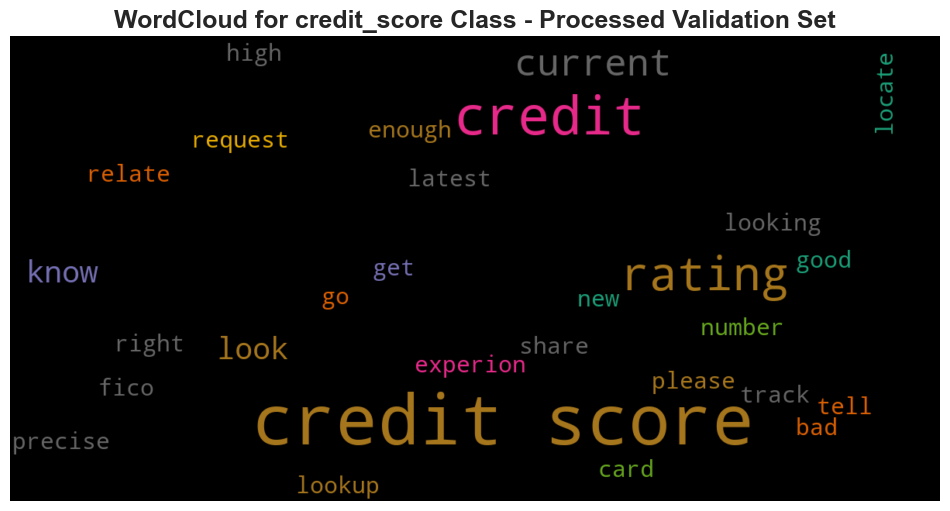 WordCloud for credit_score Class - Processed Validation Set
high
current
locate
credit
enough
request
relate
latest
looking
know
get
rating
good
go
new
number
right
look
share
experion
fico
please
track
tell
credit score
bad
precise
card
lookup